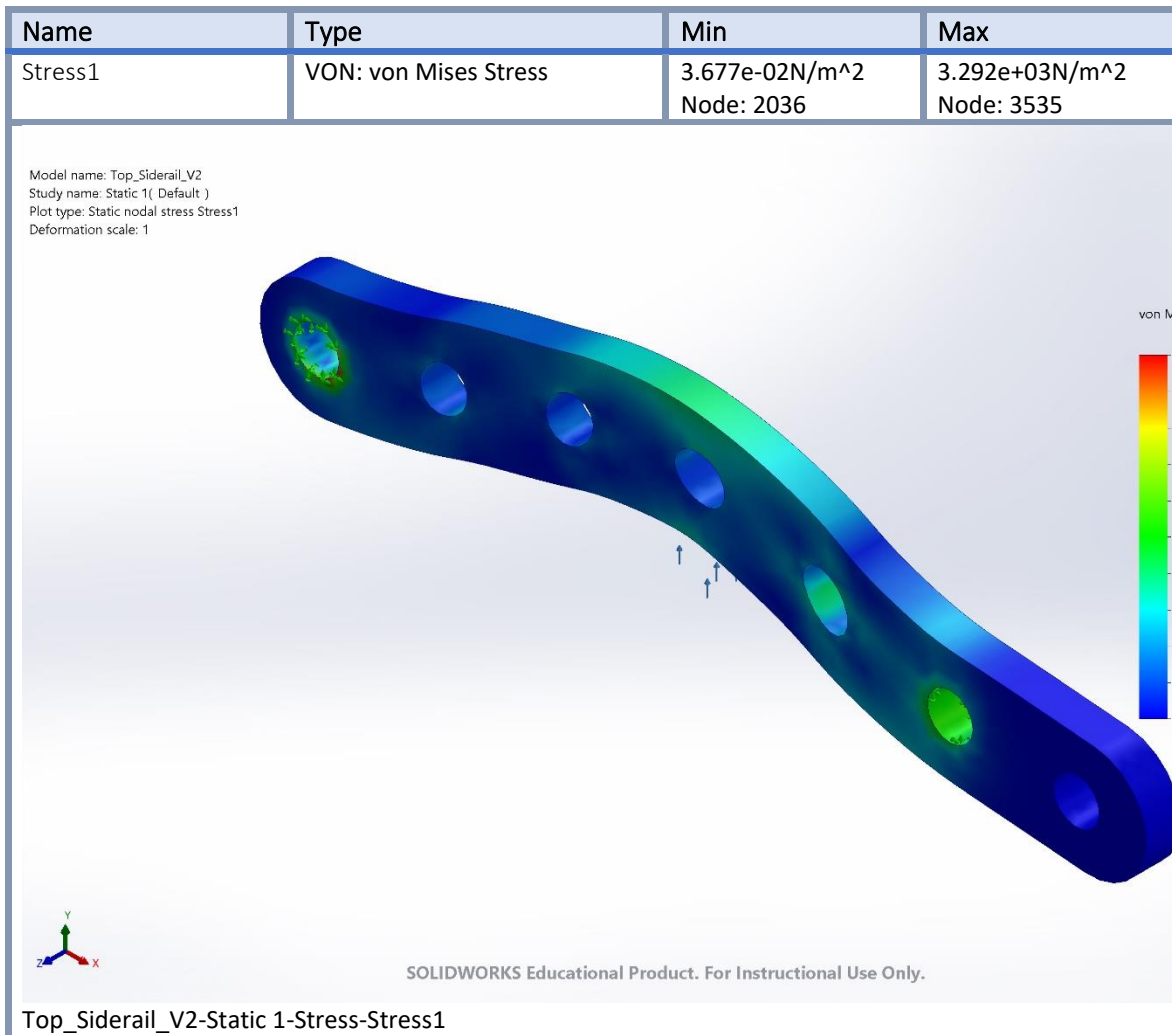 Name Type Min Max
Stress1 VON: von Mises Stress 3.677e-02N/m^2 3.292e+03N/m^2
Node: 2036 Node: 3535
Model name: Top_Siderail_V2
Study name: Static 1( Default )
Plot type: Static nodal stress Stress1
Deformation scale: 1
von
Y
Z X
SOLIDWORKS Educational Product. For Instructional Use Only.
Top_Siderail_V2-Static 1-Stress-Stress1